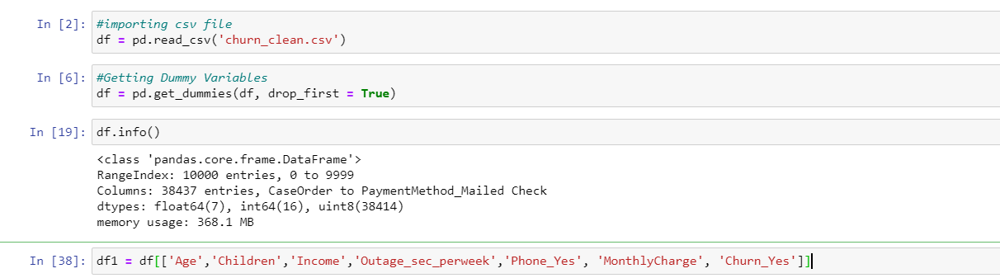 In [2]: #importing csv file
df = pd.read_csv('churn_clean.csv')
In [6]: #Getting Dummy Variables
df = pd.get_dummies(df, drop_first = True)
In [19]: df.info()
<class 'pandas.core.frame.DataFrame'>
RangeIndex: 10000 entries, 0 to 9999
Columns: 38437 entries, CaseOrder to PaymentMethod_Mailed Check
dtypes: float64(7), int64(16), uint8(38414)
memory usage: 368.1 MB
In [38]: df1 = df[['Age','Children','Income','Outage_sec_perweek','Phone_Yes', 'MonthlyCharge', 'Churn_Yes']]